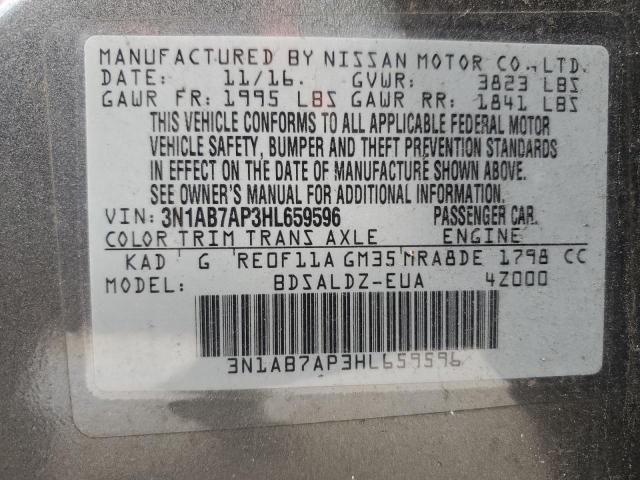 MANUFACTURED BY NISSAN MOTOR CO., LTD.
DATE: 11/16. GVWR: 3823 LBS
GAWR FR: 1995 LBS GAWR RR: 1841 LBS
THIS VEHICLE CONFORMS TO ALL APPLICABLE FEDERAL MOTOR
VEHICLE SAFETY, BUMPER AND THEFT PREVENTION STANDARDS
IN EFFECT ON THE DATE OF MANUFACTURE SHOWN ABOVE.
SEE OWNER'S MANUAL FOR ADDITIONAL INFORMATION.
VIN: 3N1AB7AP3HL659596 PASSENGER CAR.
COLOR TRIM TRANS AXLE ENGINE
KAD G RE0F11A GM35 MRA8DE 1798 CC
MODEL: BDSALDZ-EUA 4Z000
3N1AB7AP3HL659596